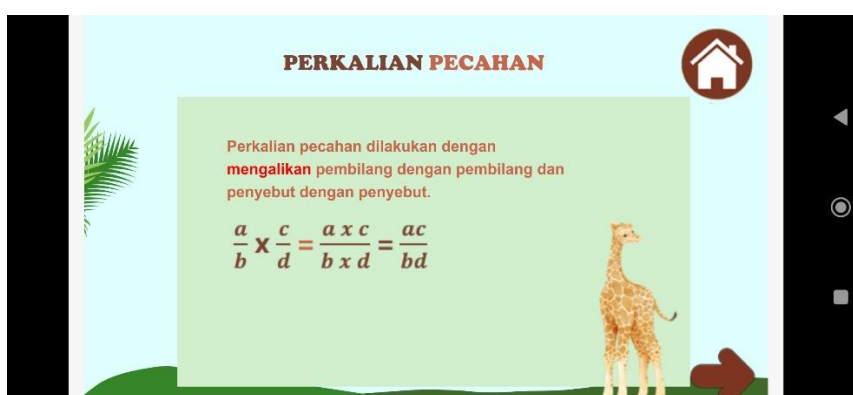 PERKALIAN PECAHAN
Perkalian pecahan dilakukan dengan
mengalikan pembilang dengan pembilang dan
penyebut dengan penyebut.
a/b x c/d = a x c/b x d = ac/bd